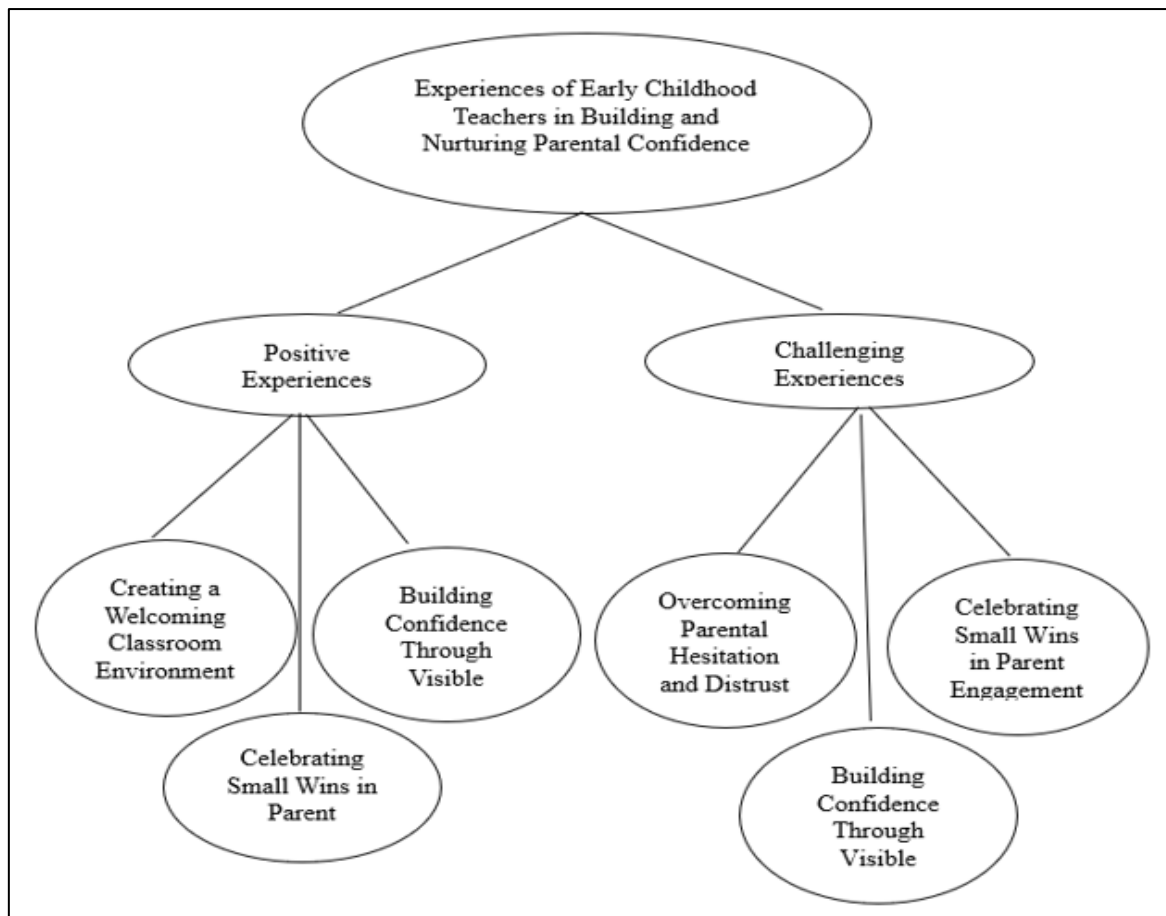 Experiences of Early Childhood
Teachers in Building and
Nurturing Parental Confidence
Positive
Experiences
Challenging
Experiences
Creating a
Welcoming
Classroom
Environment
Building
Confidence
Through
Visible
Celebrating
Small Wins in
Parent
Overcoming
Parental
Hesitation
and Distrust
Celebrating
Small Wins
in Parent
Engagement
Building
Confidence
Through
Visible